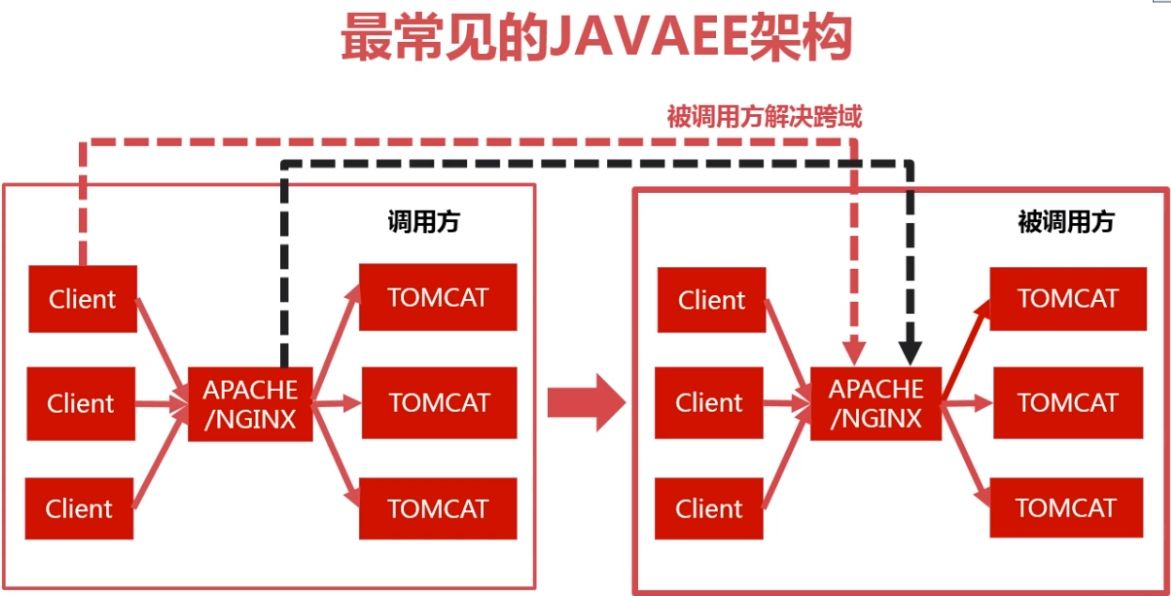 最常见的JAVAEE架构
被调用方解决跨域
调用方
Client
Client
Client
APACHE
/NGINX
TOMCAT
TOMCAT
TOMCAT
被调用方
Client
Client
Client
APACHE
/NGINX
TOMCAT
TOMCAT
TOMCAT